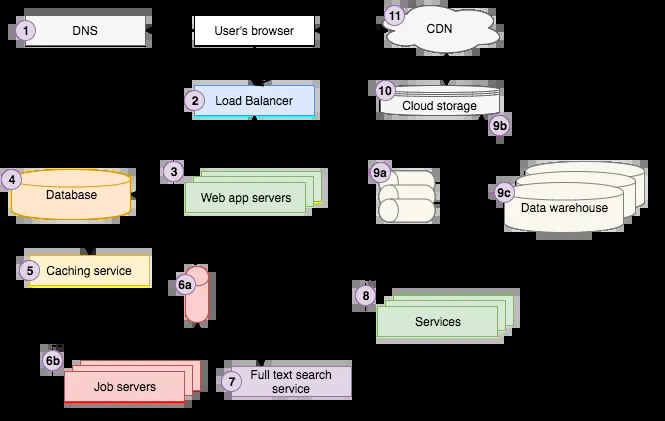 1
DNS
User's browser
11
CDN
2
Load Balancer
10
Cloud storage
9b
4
Database
3
Web app servers
9a
9c
Data warehouse
5
Caching service
6a
8
Services
6b
Job servers
7
Full text search
service